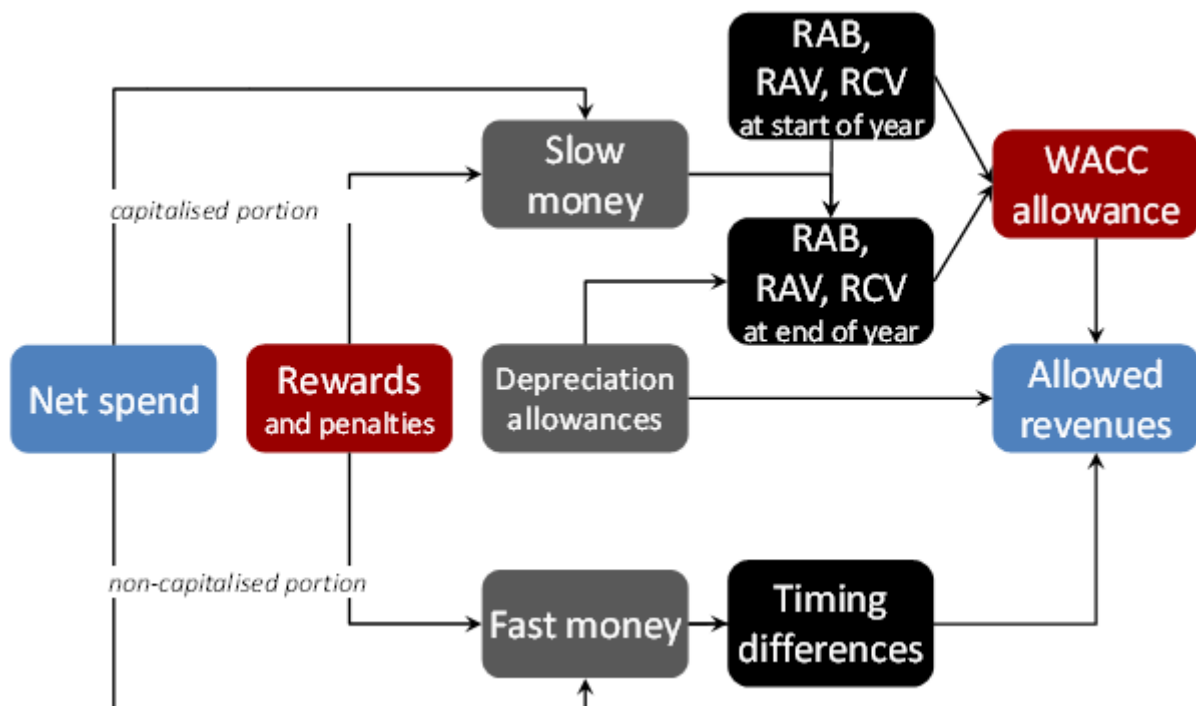 RAB,
RAV, RCV
at start of year
Slow
money
WACC
allowance
capitalised portion
RAB,
RAV, RCV
at end of year
Net spend
Rewards
and penalties
Depreciation
allowances
Allowed
revenues
non-capitalised portion
Fast money
Timing
differences